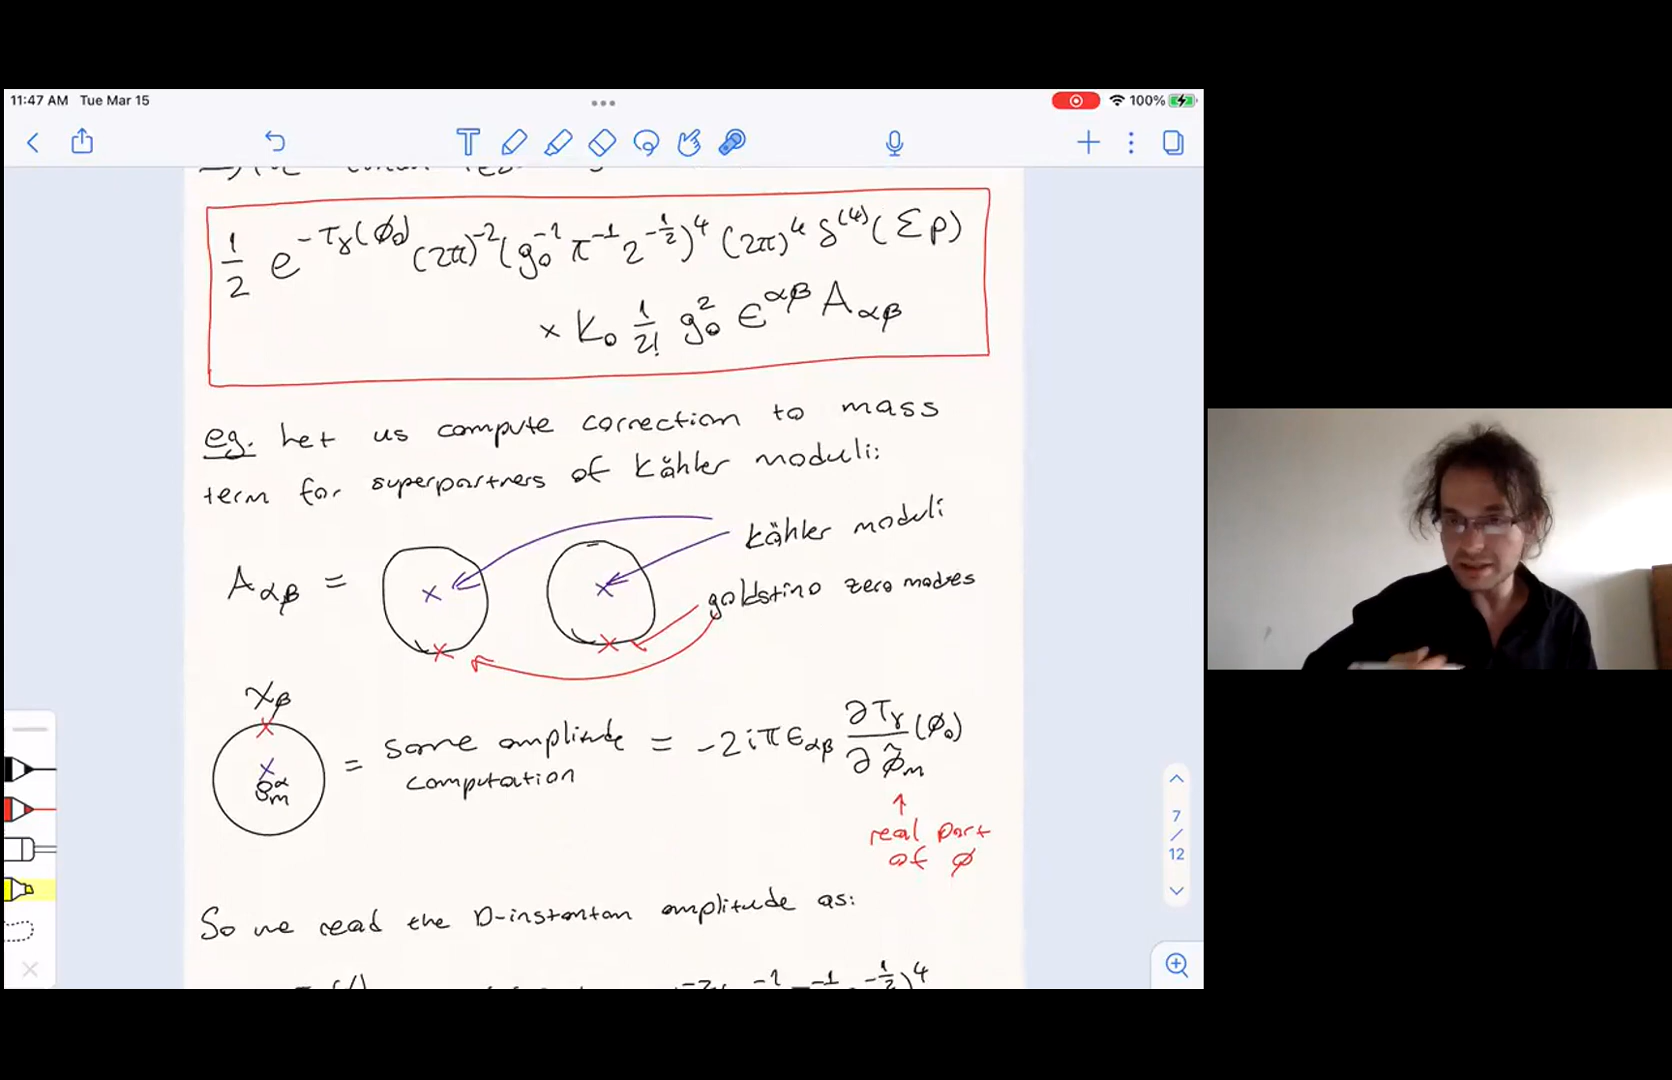 11:47 AM Tue Mar 15
100%
1/2 e^{-T_γ(φ_0)} (2π)^{-2} (g_0^{-1} π^{-1} 2^{-1/2})^4 (2π)^4 δ^{(4)}(Σp)
× K_0 1/2! g_0^2 ϵ^{αβ} A_{αβ}
eg. Let us compute correction to mass
term for superpartners of Kähler moduli:
Kähler moduli
A_{αβ} =
goldstino zero modes
χ_β
= same amplitude = -2iπ ϵ_{αβ} ∂T_γ/∂φ̃_m (φ_0)
computation
real part
of φ
So we read the D-instanton amplitude as:
7
/
12